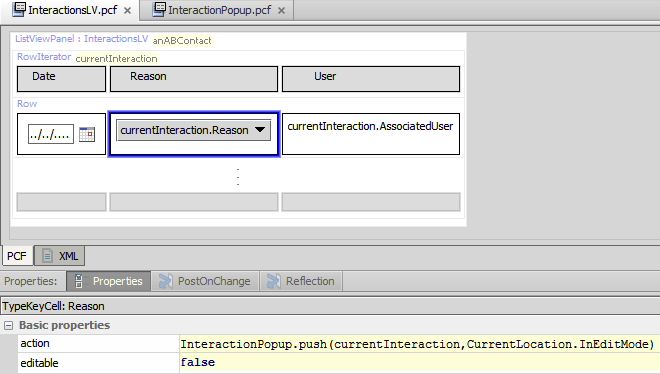 InteractionsLV.pcf InteractionPopup.pcf
ListViewPanel : InteractionsLV anABContact
RowIterator currentInteraction
Date Reason User
Row
../../.... currentInteraction.Reason currentInteraction.AssociatedUser
PCF XML
Properties: Properties PostOnChange Reflection
TypeKeyCell: Reason
Basic properties
action InteractionPopup.push(currentInteraction,CurrentLocation.InEditMode)
editable false